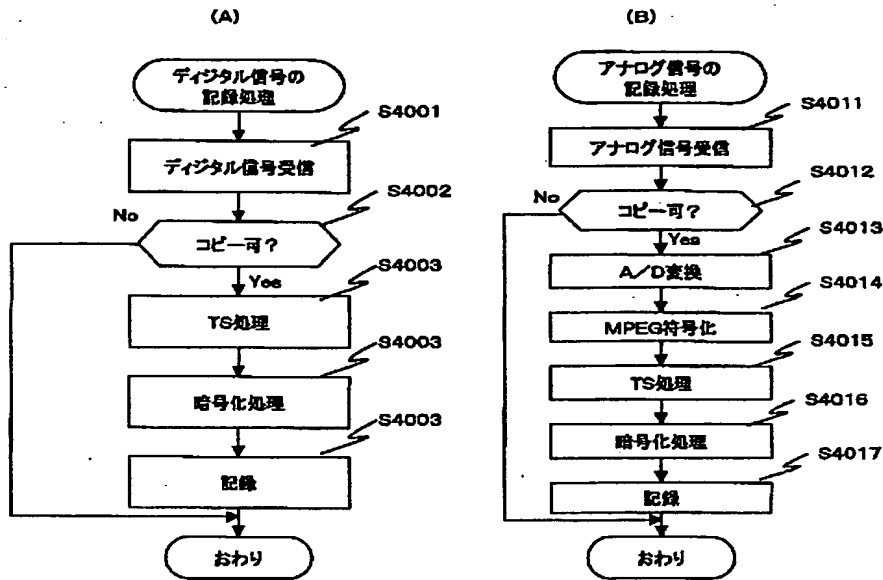 (A)
ディジタル信号の
記録処理
S4001
ディジタル信号受信
S4002
No
コピー可?
Yes
S4003
TS処理
S4003
暗号化処理
S4003
記録
おわり
(B)
アナログ信号の
記録処理
S4011
アナログ信号受信
S4012
No
コピー可?
Yes
S4013
A/D変換
S4014
MPEG符号化
S4015
TS処理
S4016
暗号化処理
S4017
記録
おわり